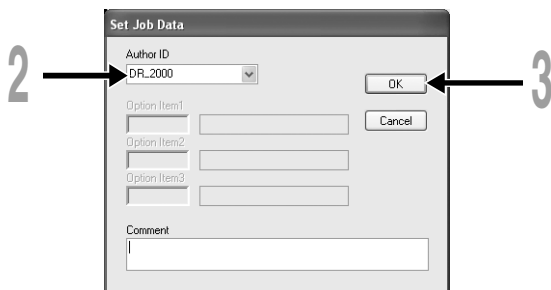 Set Job Data
Author ID
2
DR_2000
OK
3
Option Item1
Cancel
Option Item2
Option Item3
Comment